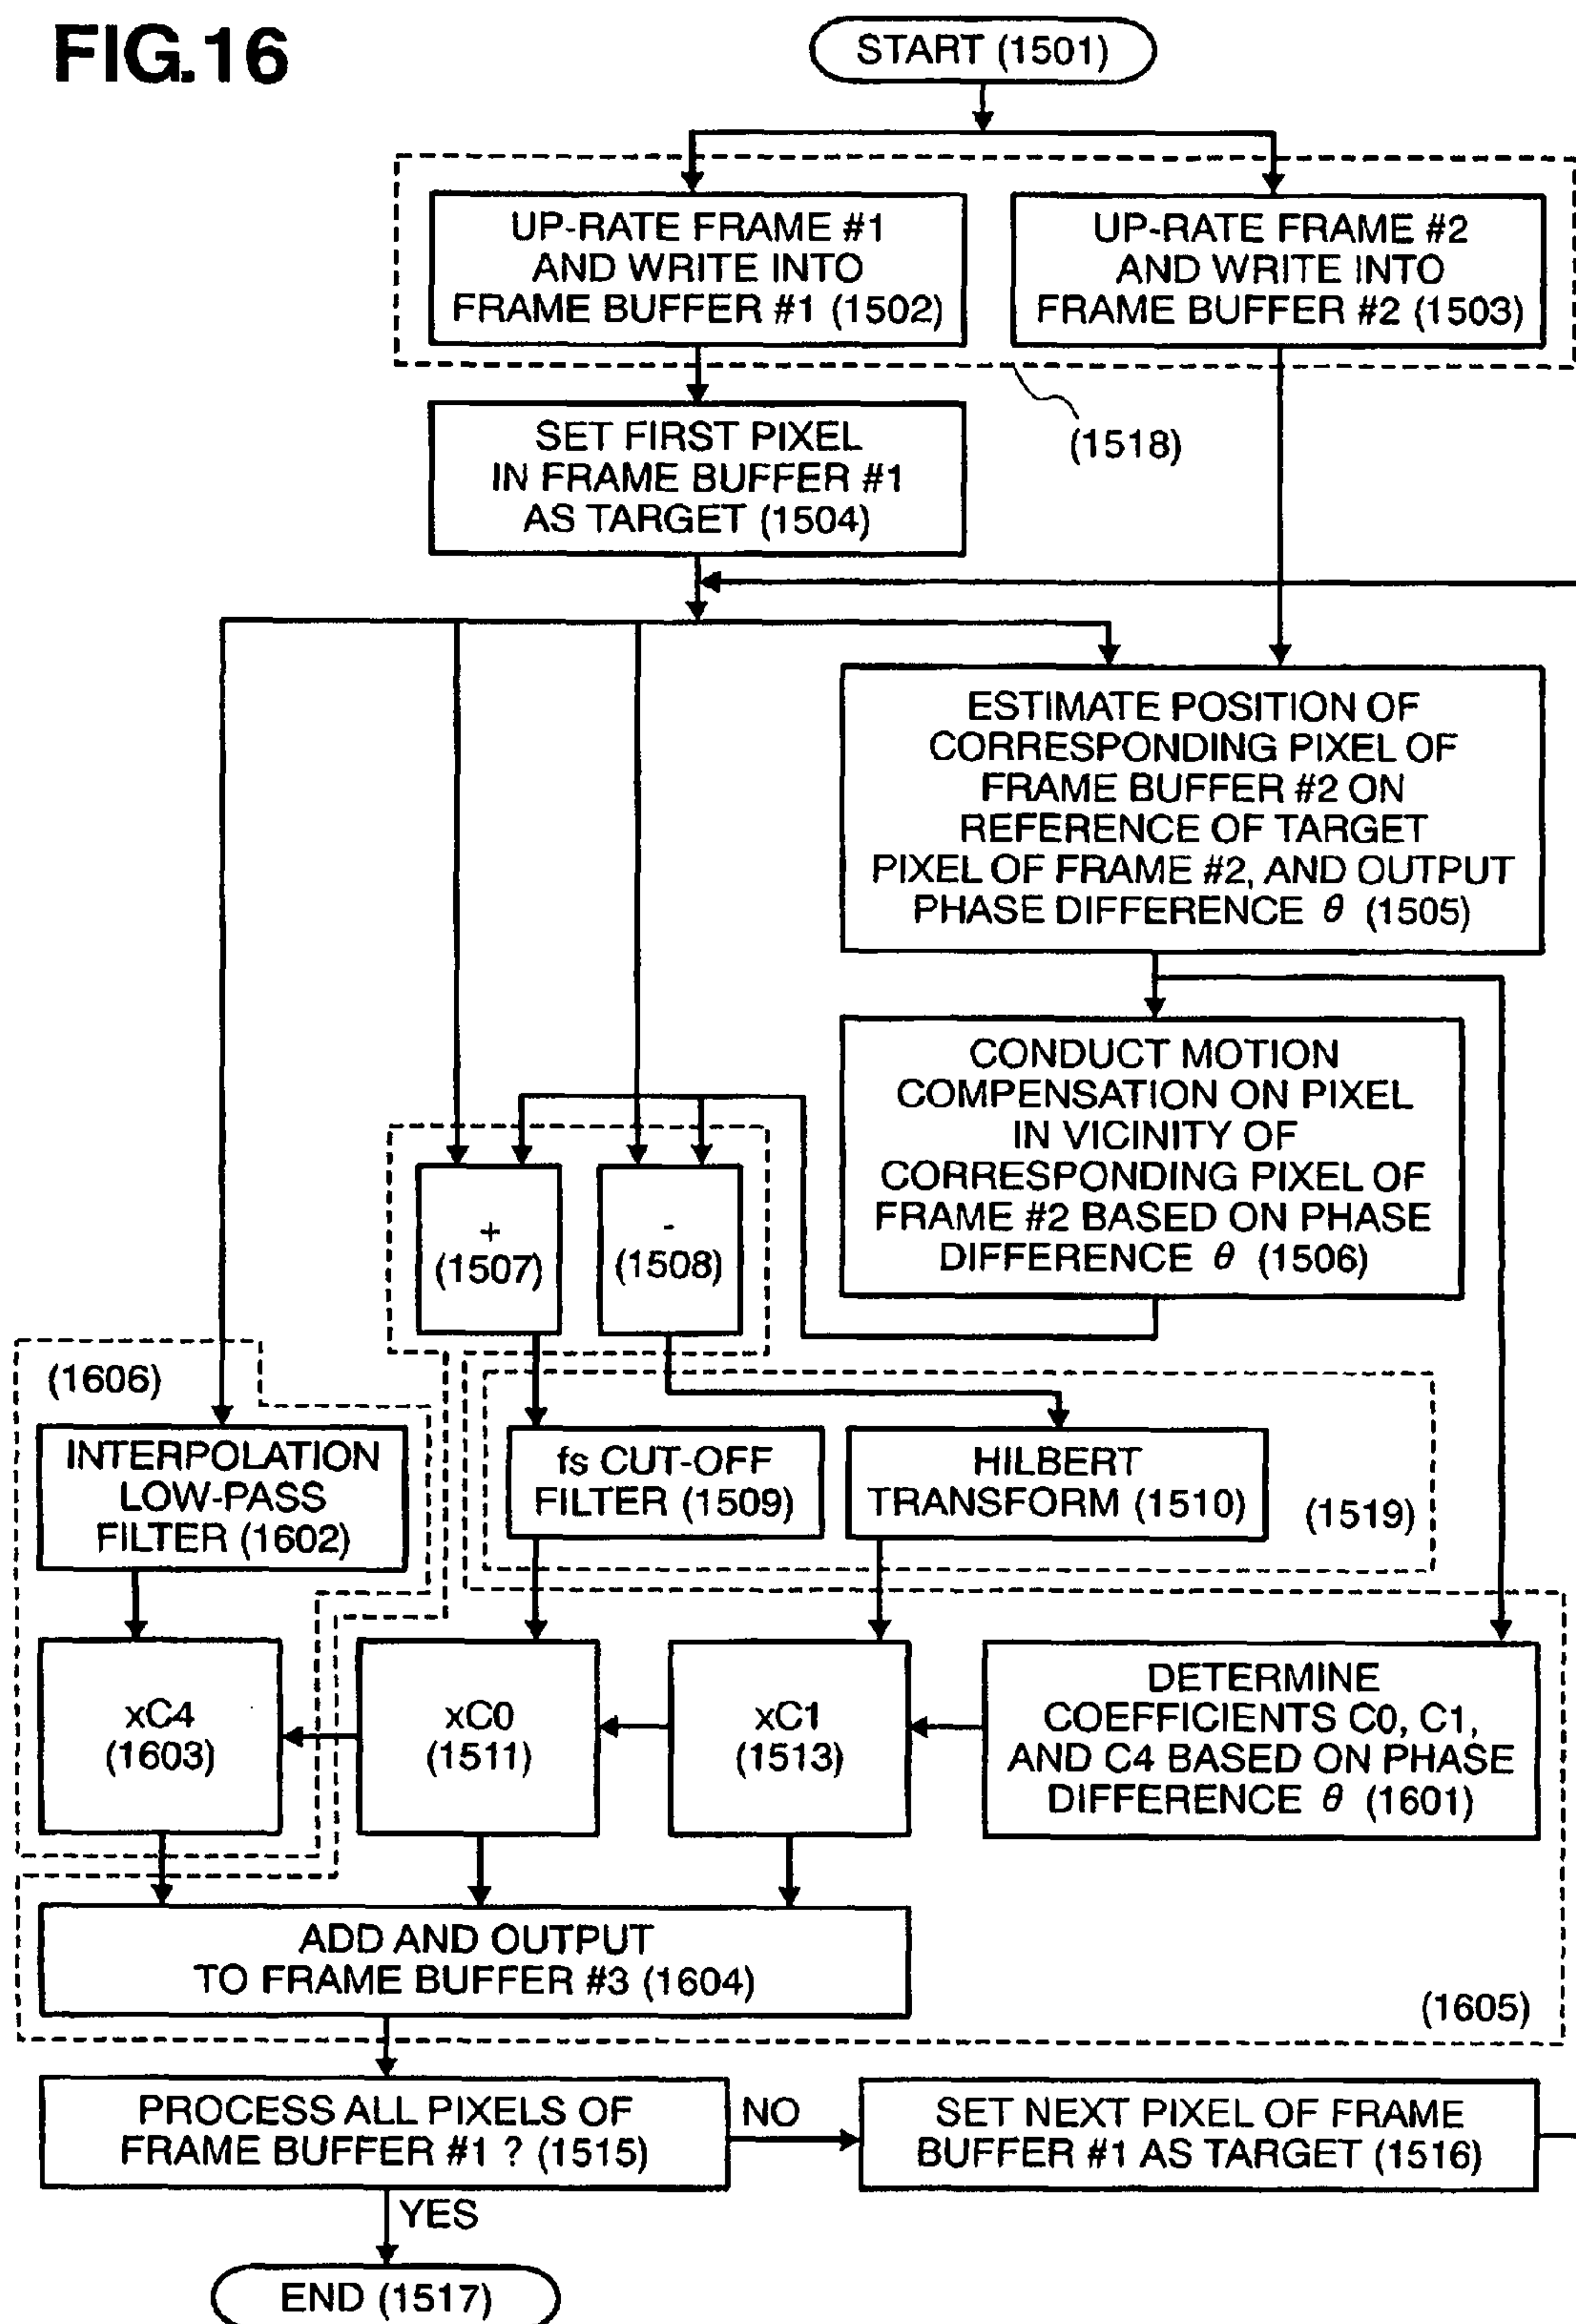 FIG.16
START (1501)
UP-RATE FRAME #1
AND WRITE INTO
FRAME BUFFER #1 (1502)
UP-RATE FRAME #2
AND WRITE INTO
FRAME BUFFER #2 (1503)
(1518)
SET FIRST PIXEL
IN FRAME BUFFER #1
AS TARGET (1504)
ESTIMATE POSITION OF
CORRESPONDING PIXEL OF
FRAME BUFFER #2 ON
REFERENCE OF TARGET
PIXEL OF FRAME #2, AND OUTPUT
PHASE DIFFERENCE θ (1505)
CONDUCT MOTION
COMPENSATION ON PIXEL
IN VICINITY OF
CORRESPONDING PIXEL OF
FRAME #2 BASED ON PHASE
DIFFERENCE θ (1506)
+
(1507)
-
(1508)
(1606)
INTERPOLATION
LOW-PASS
FILTER (1602)
fs CUT-OFF
FILTER (1509)
HILBERT
TRANSFORM (1510)
(1519)
xC4
(1603)
xC0
(1511)
xC1
(1513)
DETERMINE
COEFFICIENTS C0, C1,
AND C4 BASED ON PHASE
DIFFERENCE θ (1601)
ADD AND OUTPUT
TO FRAME BUFFER #3 (1604)
(1605)
PROCESS ALL PIXELS OF
FRAME BUFFER #1 ? (1515)
NO
SET NEXT PIXEL OF FRAME
BUFFER #1 AS TARGET (1516)
YES
END (1517)